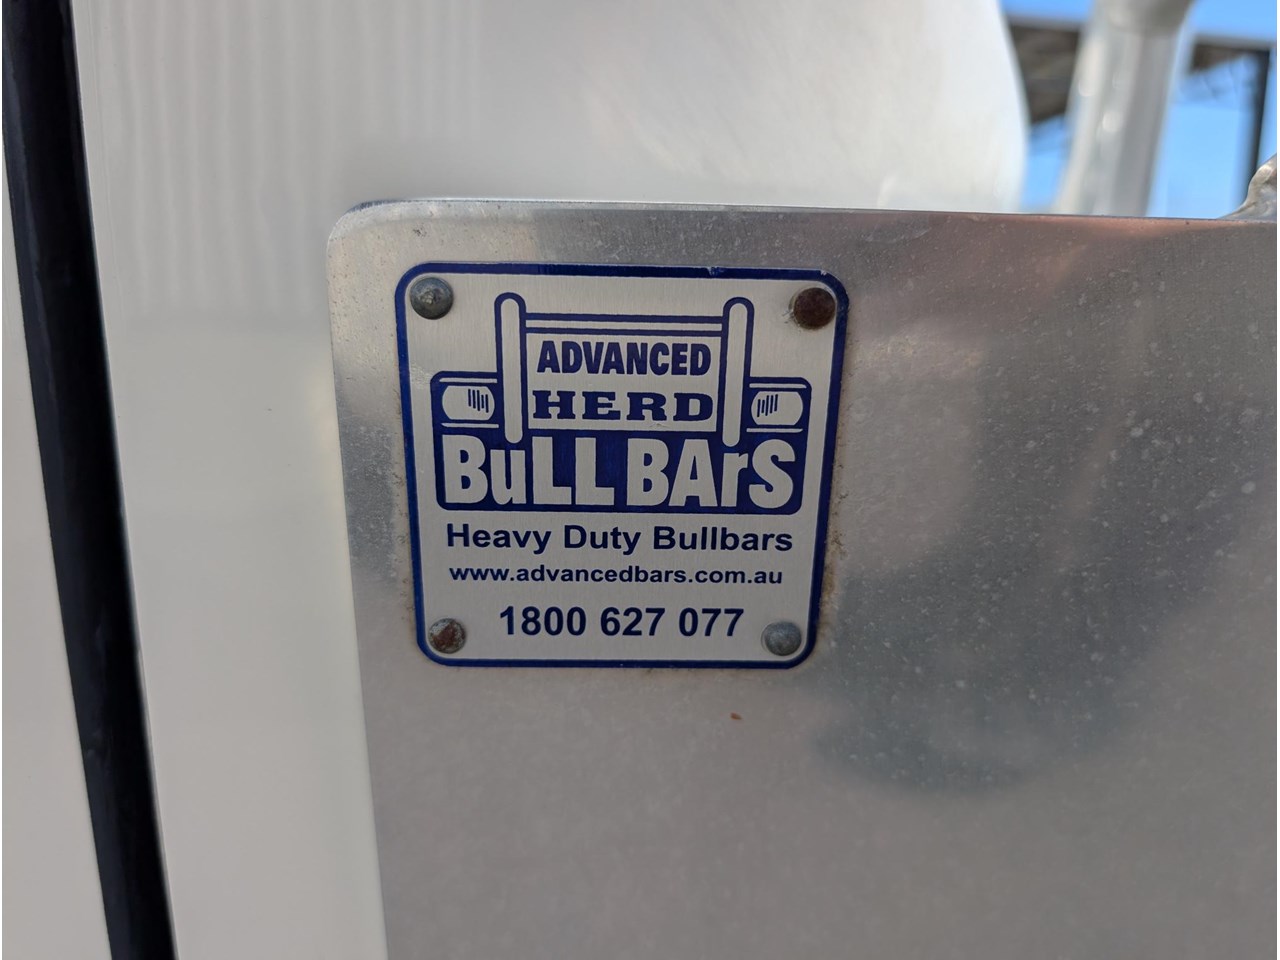 ADVANCED
HERD
BuLL BArS
Heavy Duty Bullbars
www.advancedbars.com.au
1800 627 077